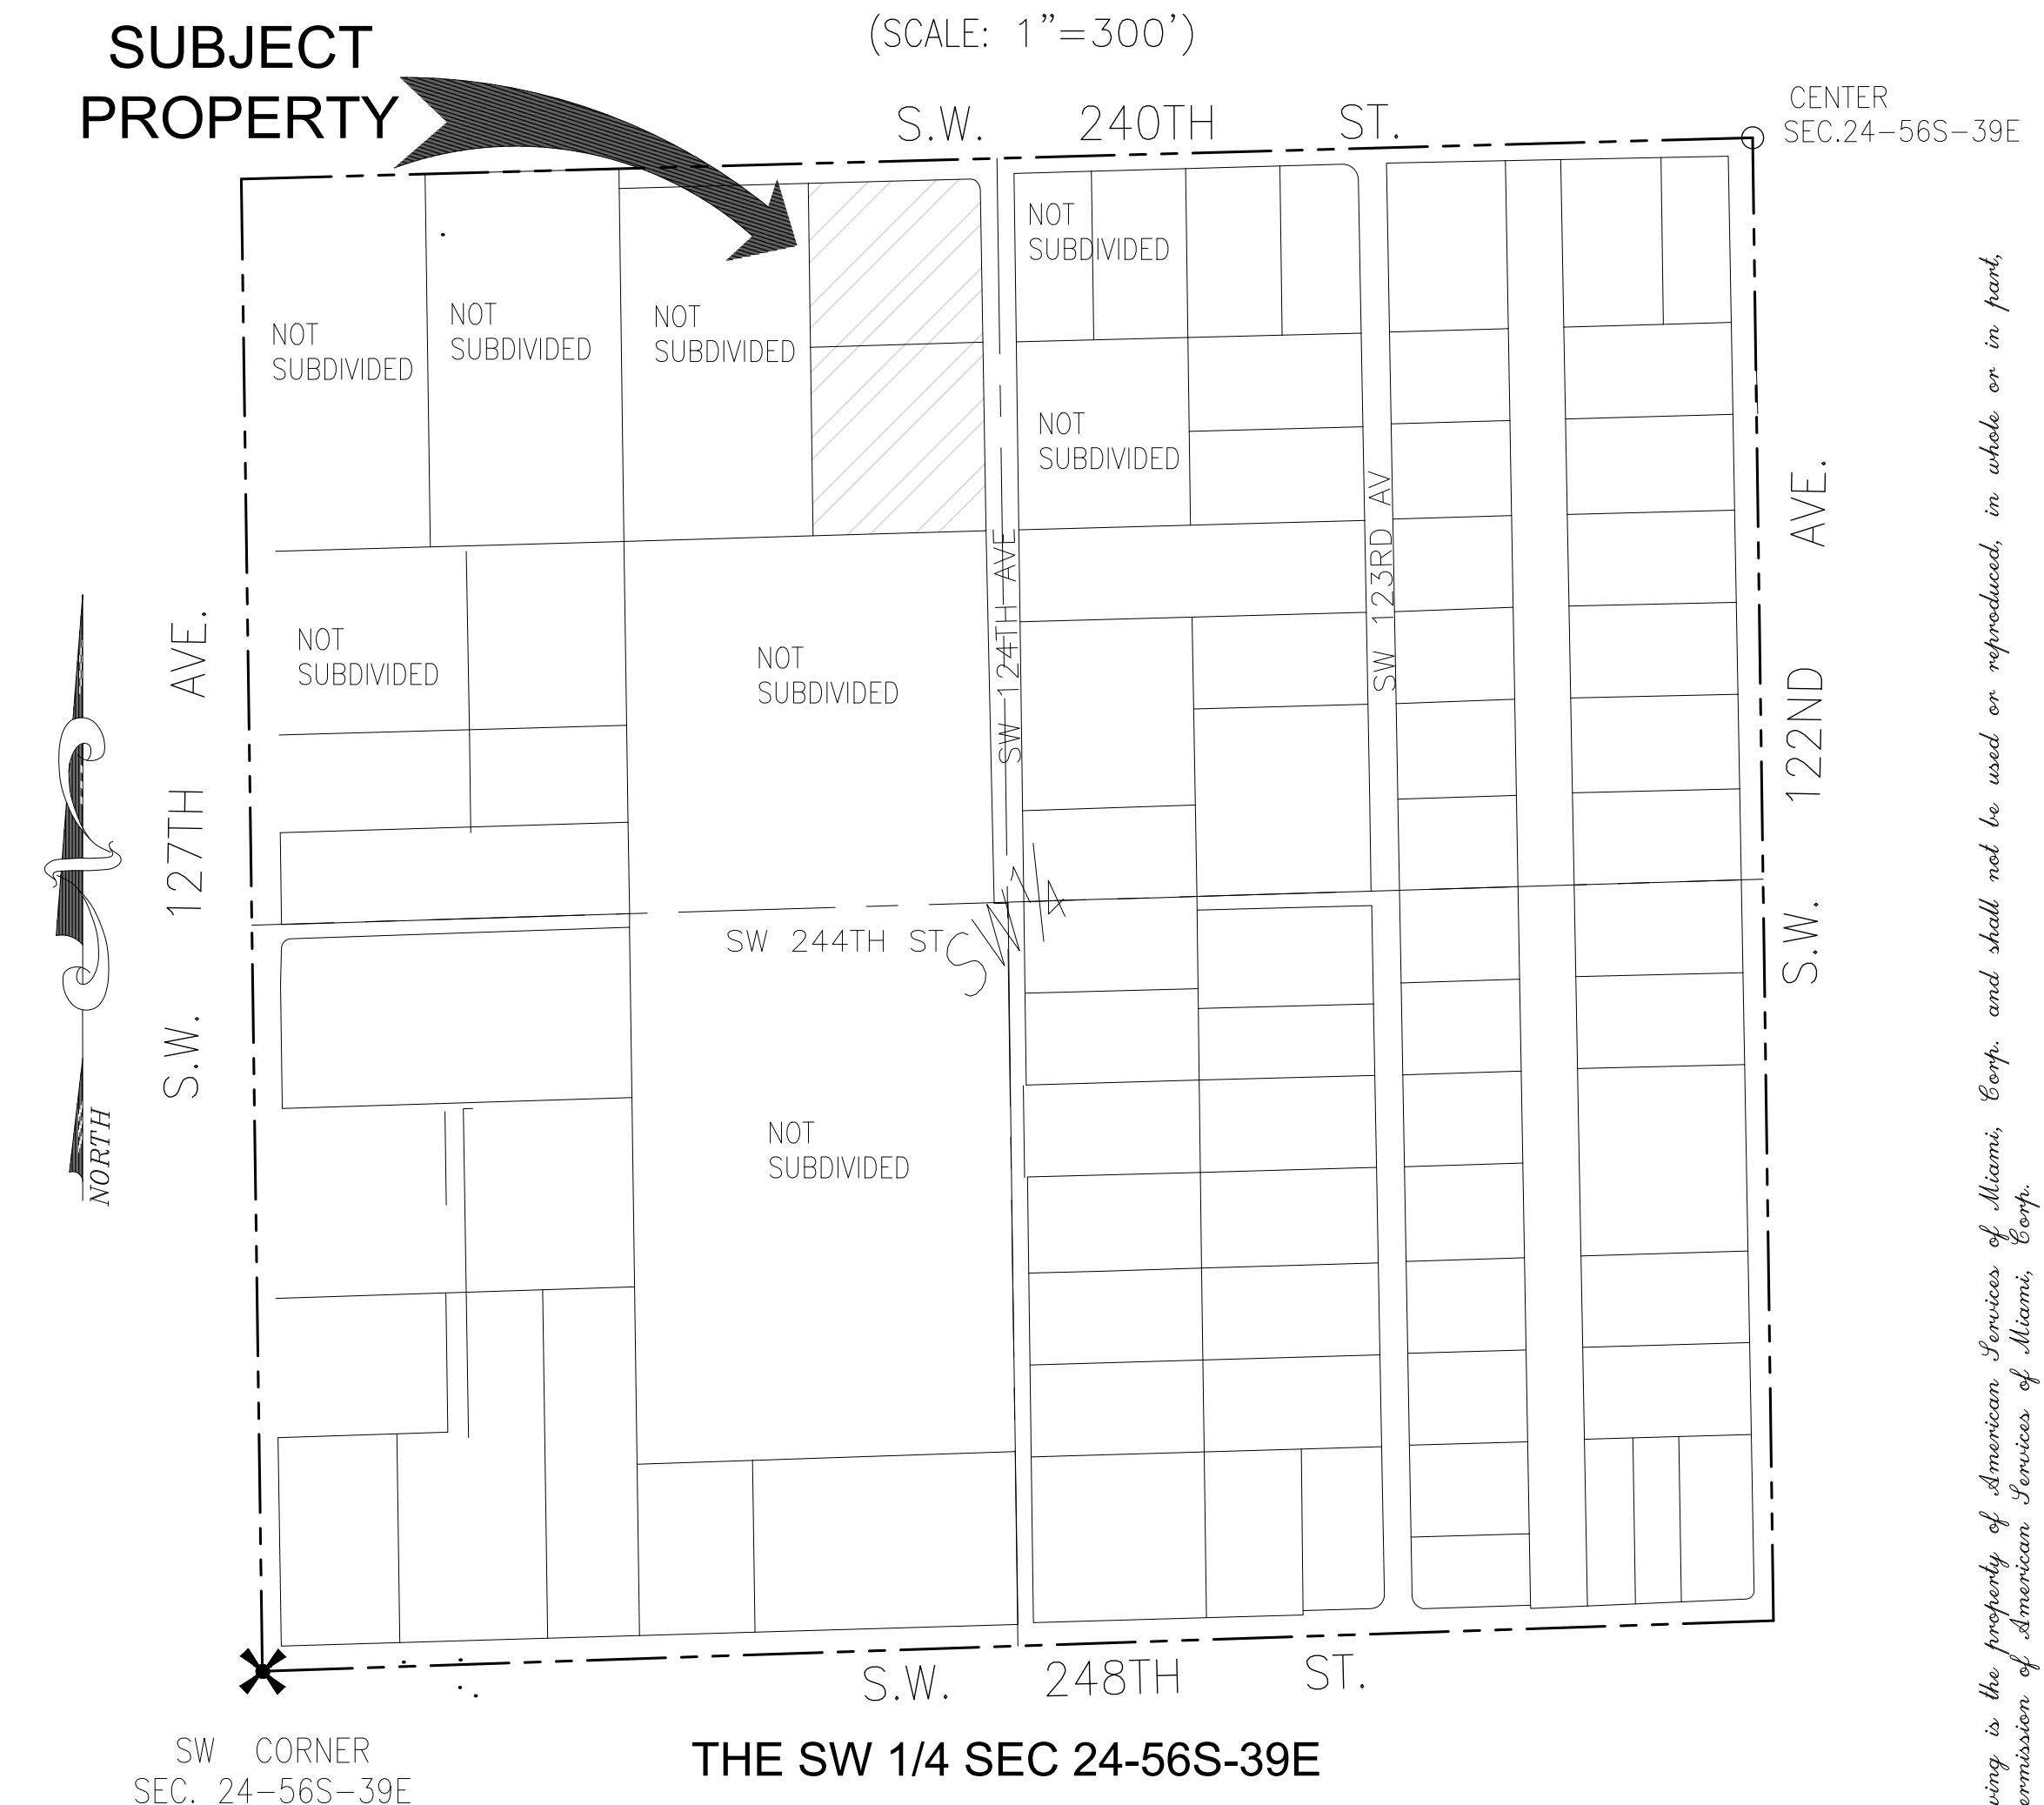 (SCALE: 1"=300')
SUBJECT
PROPERTY
S.W. 240TH ST.
CENTER
SEC.24-56S-39E
NOT
SUBDIVIDED
NOT
SUBDIVIDED
NOT
SUBDIVIDED
NOT
SUBDIVIDED
NOT
SUBDIVIDED
NOT
SUBDIVIDED
NOT
SUBDIVIDED
NOT
SUBDIVIDED
S.W. 127TH AVE.
SW 124TH AVE
SW 123RD AV
S.W. 122ND AVE.
SW 244TH ST
SW1/4
NORTH
S.W. 248TH ST.
SW CORNER
SEC. 24-56S-39E
THE SW 1/4 SEC 24-56S-39E
ving is the property of American Services of Miami, Corp. and shall not be used or reproduced, in whole or in part,
ermission of American Services of Miami, Corp.